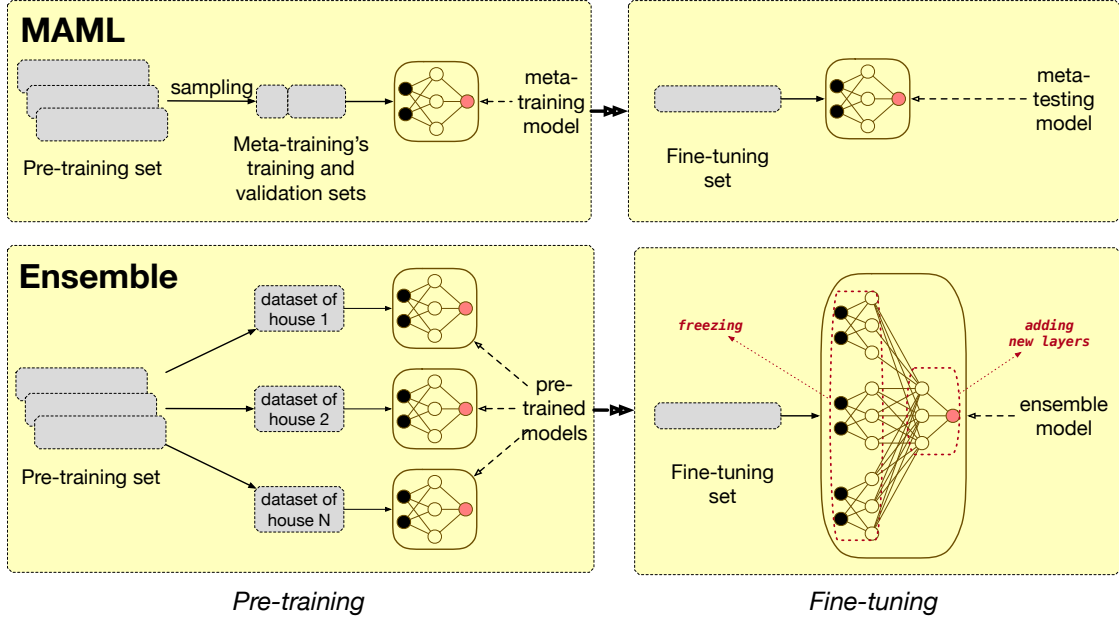 MAML
sampling
Pre-training set
Meta-training's
training and
validation sets
meta-
training
model
Fine-tuning
set
meta-
testing
model
Ensemble
dataset of
house 1
dataset of
house 2
dataset of
house N
Pre-training set
pre-
trained
models
freezing
adding
new layers
Fine-tuning
set
ensemble
model
Pre-training
Fine-tuning